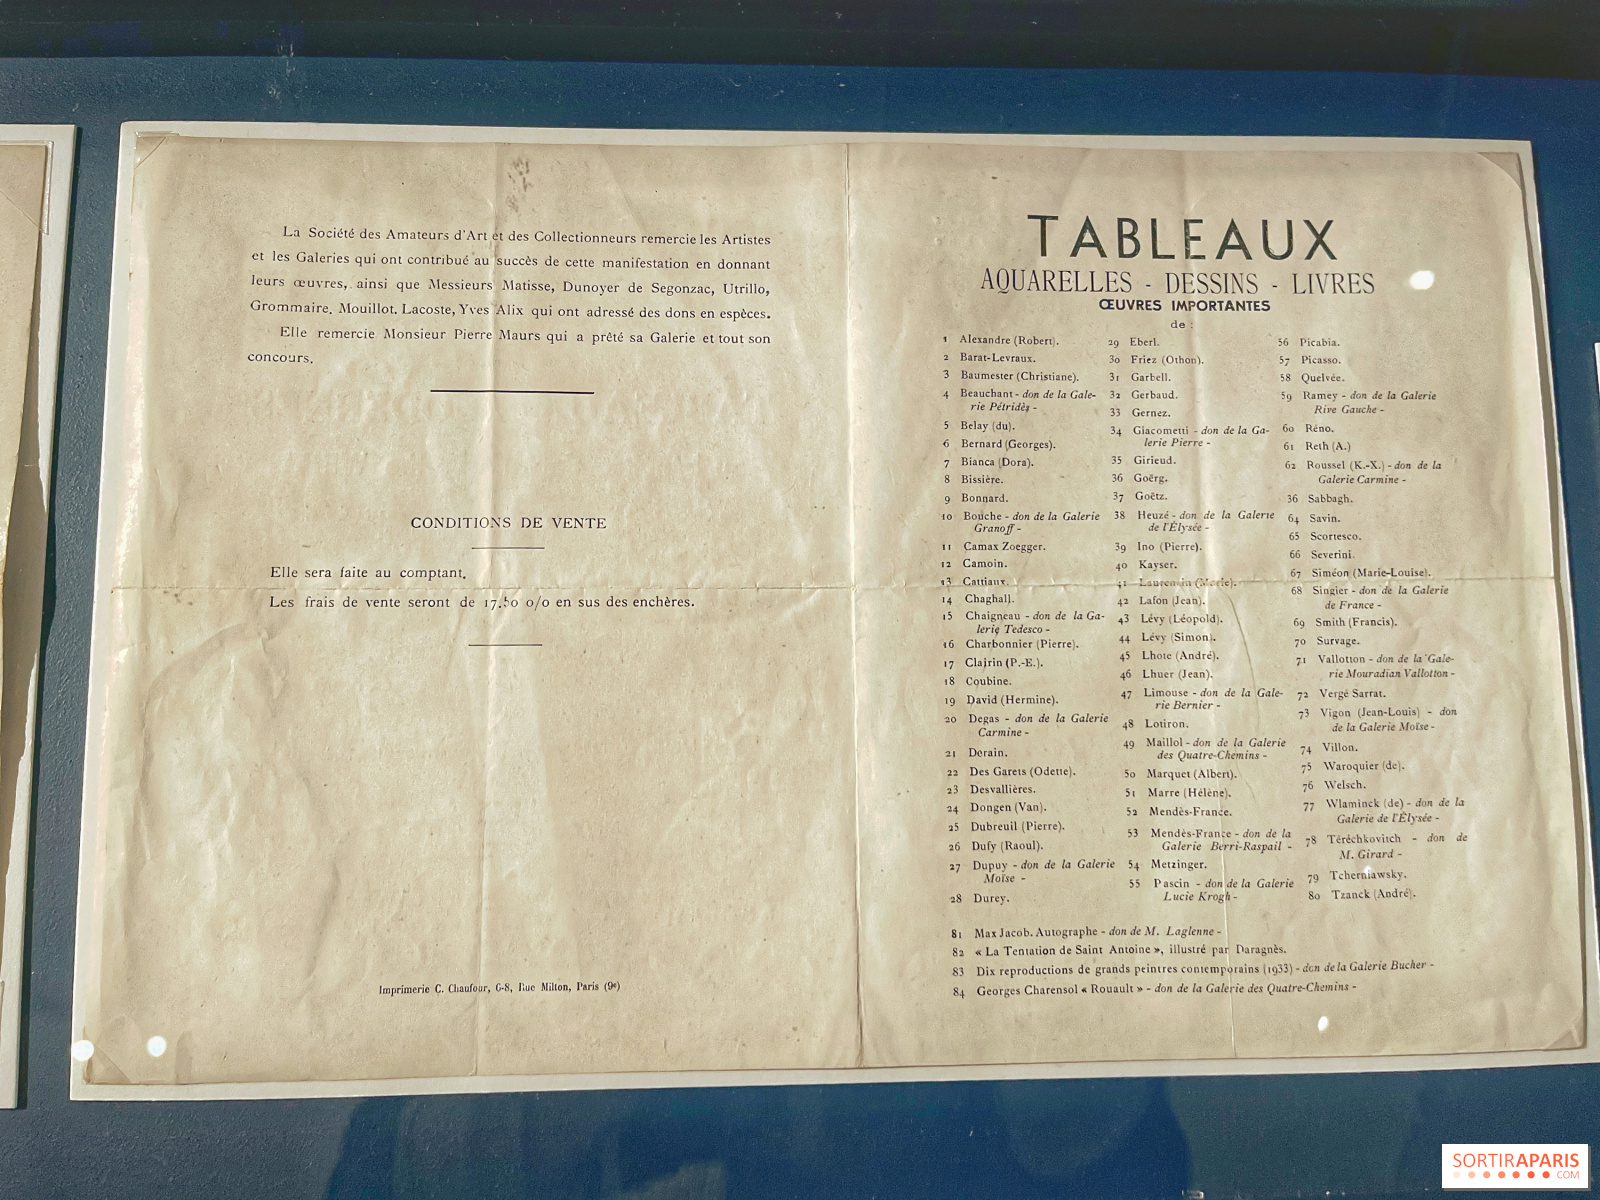 La Société des Amateurs d'Art et des Collectionneurs remercie les Artistes
et les Galeries qui ont contribué au succès de cette manifestation en donnant
leurs œuvres, ainsi que Messieurs Matisse, Dunoyer de Segonzac, Utrillo,
Grommaire, Mouillot, Lacoste, Yves Alix qui ont adressé des dons en espèces.
Elle remercie Monsieur Pierre Maurs qui a prêté sa Galerie et tout son
concours.
CONDITIONS DE VENTE
Elle sera faite au comptant.
Les frais de vente seront de 17.50 o/o en sus des enchères.
Imprimerie C. Chaufour, 6-8, Rue Milton, Paris (9e)
TABLEAUX
AQUARELLES - DESSINS - LIVRES
ŒUVRES IMPORTANTES
de :
1 Alexandre (Robert).
2 Barat-Levraux.
3 Baumester (Christiane).
4 Beauchant - don de la Gale-
rie Pétridès -
5 Belay (du).
6 Bernard (Georges).
7 Bianca (Dora).
8 Bissière.
9 Bonnard.
10 Bouche - don de la Galerie
Granoff -
11 Camax Zoegger.
12 Camoin.
13 Cattiaux.
14 Chaghall.
15 Chaigneau - don de la Ga-
lerie Tedesco -
16 Charbonnier (Pierre).
17 Clairin (P.-E.).
18 Coubine.
19 David (Hermine).
20 Degas - don de la Galerie
Carmine -
21 Derain.
22 Des Garets (Odette).
23 Desvallières.
24 Dongen (Van).
25 Dubreuil (Pierre).
26 Dufy (Raoul).
27 Dupuy - don de la Galerie
Moïse -
28 Durey.
29 Eberl.
30 Friez (Othon).
31 Garbell.
32 Gerbaud.
33 Gernez.
34 Giacometti - don de la Ga-
lerie Pierre -
35 Girieud.
36 Goërg.
37 Goëtz.
38 Heuzé - don de la Galerie
de l'Élysée -
39 Ino (Pierre).
40 Kayser.
41 Laurencin (Marie).
42 Lafon (Jean).
43 Lévy (Léopold).
44 Lévy (Simon).
45 Lhote (André).
46 Lhuer (Jean).
47 Limouse - don de la Gale-
rie Bernier -
48 Lotiron.
49 Maillol - don de la Galerie
des Quatre-Chemins -
50 Marquet (Albert).
51 Marre (Hélène).
52 Mendès-France.
53 Mendès-France - don de la
Galerie Berri-Raspail -
54 Metzinger.
55 Pascin - don de la Galerie
Lucie Krogh -
56 Picabia.
57 Picasso.
58 Quelvée.
59 Ramey - don de la Galerie
Rive Gauche -
60 Réno.
61 Reth (A.)
62 Roussel (K.-X.) - don de la
Galerie Carmine -
36 Sabbagh.
64 Savin.
65 Scortesco.
66 Severini.
67 Siméon (Marie-Louise).
68 Singier - don de la Galerie
de France -
69 Smith (Francis).
70 Survage.
71 Vallotton - don de la Gale-
rie Mouradian Vallotton -
72 Vergé Sarrat.
73 Vigon (Jean-Louis) - don
de la Galerie Moïse -
74 Villon.
75 Waroquier (de).
76 Welsch.
77 Wlaminck (de) - don de la
Galerie de l'Élysée -
78 Téréchkovitch - don de
M. Girard -
79 Tcherniawsky.
80 Tzanck (André).
81 Max Jacob. Autographe - don de M. Laglenne -
82 « La Tentation de Saint Antoine », illustré par Daragnès.
83 Dix reproductions de grands peintres contemporains (1933) - don de la Galerie Bucher -
84 Georges Charensol « Rouault » - don de la Galerie des Quatre-Chemins -
SORTIRAPARIS
.COM